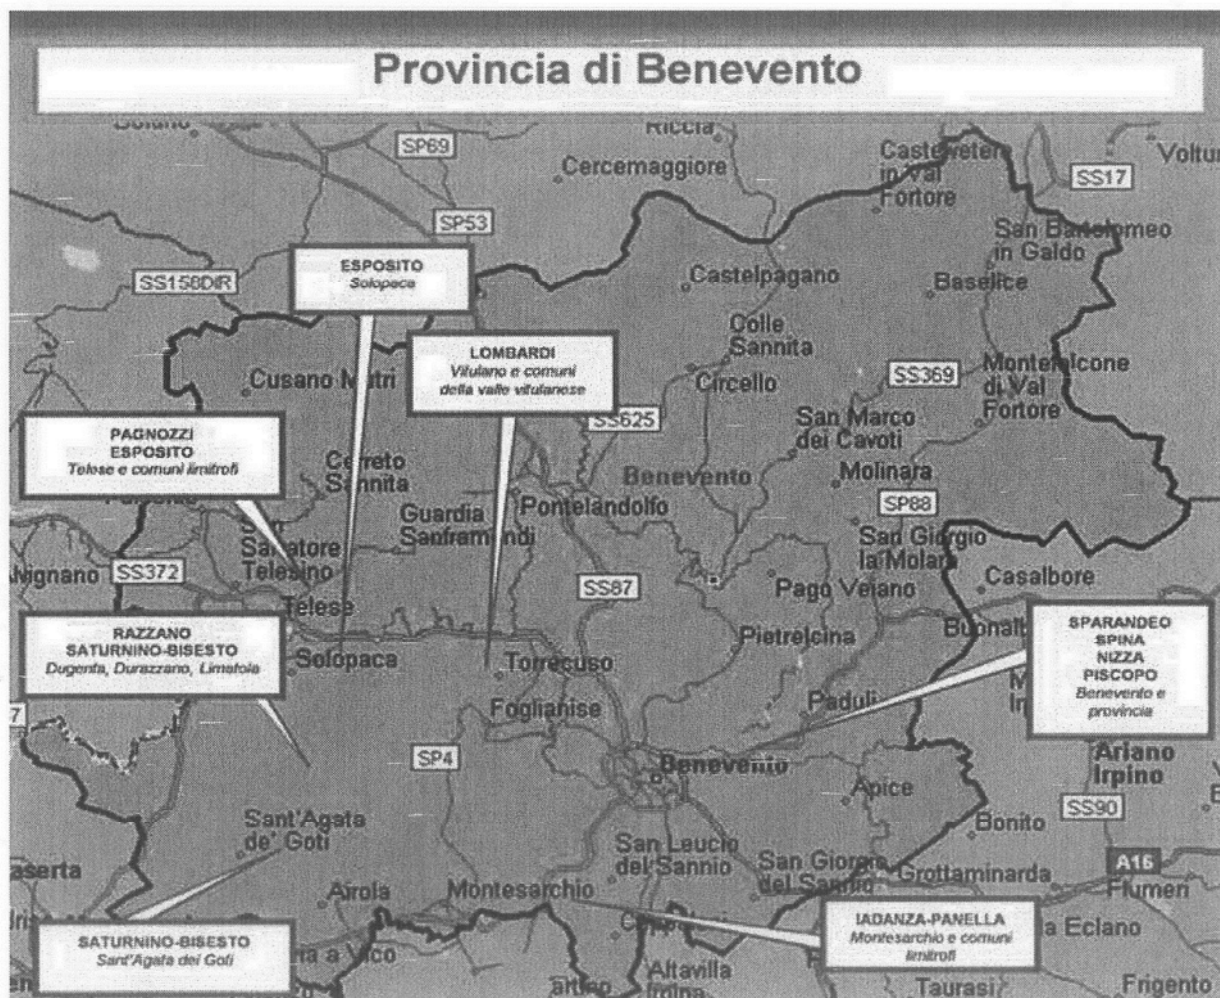 Provincia di Benevento
Riccia
SP69
Cercemaggiore
in Val
Fortore
SS17
SP53
San Bartolomeo
in Galdo
ESPOSITO
Solopaca
SS158DIR
Castelpagano
Baselice
Colle
Sannita
LOMBARDI
Vitulano e comuni
della valle vitulanese
Circello
SS369
Montefalcone
di Val
Fortore
Cusano Mutri
SS625
San Marco
dei Cavoti
PAGNOZZI
ESPOSITO
Telese e comuni limitrofi
Cerreto
Sannita
Benevento
Molinara
Pontelandolfo
SP88
Guardia
Sanframondi
San Giorgio
la Molara
Salvatore
Telesino
SS372
SS87
Pago Veiano
Casalbore
Telese
RAZZANO
SATURNINO-BISESTO
Dugenta, Durazzano, Limatola
Solopaca
Torrecuso
Pietrelcina
SPARANDEO
SPINA
NIZZA
PISCOPO
Benevento e
provincia
Foglianise
Paduli
7
SP4
Benevento
Ariano
Irpino
Apice
SS90
Sant'Agata
de' Goti
San Leucio
del Sannio
Bonito
San Giorgio
del Sannio
Grottaminarda
A16
Flumeri
Airola
Montesarchio
SATURNINO-BISESTO
Sant'Agata dei Goti
IADANZA-PANELLA
Montesarchio e comuni
limitrofi
Eclano
Altavilla
Irpina
Taurasi
Frigento